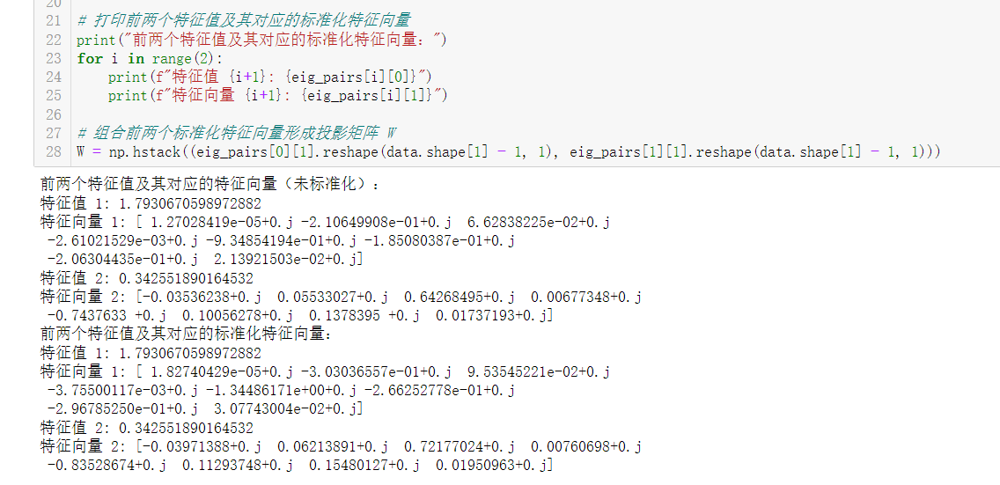 20
21 # 打印前两个特征值及其对应的标准化特征向量
22 print("前两个特征值及其对应的标准化特征向量：")
23 for i in range(2):
24     print(f"特征值 {i+1}: {eig_pairs[i][0]}")
25     print(f"特征向量 {i+1}: {eig_pairs[i][1]}")
26
27 # 组合前两个标准化特征向量形成投影矩阵 W
28 W = np.hstack((eig_pairs[0][1].reshape(data.shape[1] - 1, 1), eig_pairs[1][1].reshape(data.shape[1] - 1, 1)))
前两个特征值及其对应的特征向量（未标准化）：
特征值 1: 1.7930670598972882
特征向量 1: [ 1.27028419e-05+0.j -2.10649908e-01+0.j  6.62838225e-02+0.j
 -2.61021529e-03+0.j -9.34854194e-01+0.j -1.85080387e-01+0.j
 -2.06304435e-01+0.j  2.13921503e-02+0.j]
特征值 2: 0.342551890164532
特征向量 2: [-0.03536238+0.j  0.05533027+0.j  0.64268495+0.j  0.00677348+0.j
 -0.7437633 +0.j  0.10056278+0.j  0.1378395 +0.j  0.01737193+0.j]
前两个特征值及其对应的标准化特征向量：
特征值 1: 1.7930670598972882
特征向量 1: [ 1.82740429e-05+0.j -3.03036557e-01+0.j  9.53545221e-02+0.j
 -3.75500117e-03+0.j -1.34486171e+00+0.j -2.66252778e-01+0.j
 -2.96785250e-01+0.j  3.07743004e-02+0.j]
特征值 2: 0.342551890164532
特征向量 2: [-0.03971388+0.j  0.06213891+0.j  0.72177024+0.j  0.00760698+0.j
 -0.83528674+0.j  0.11293748+0.j  0.15480127+0.j  0.01950963+0.j]